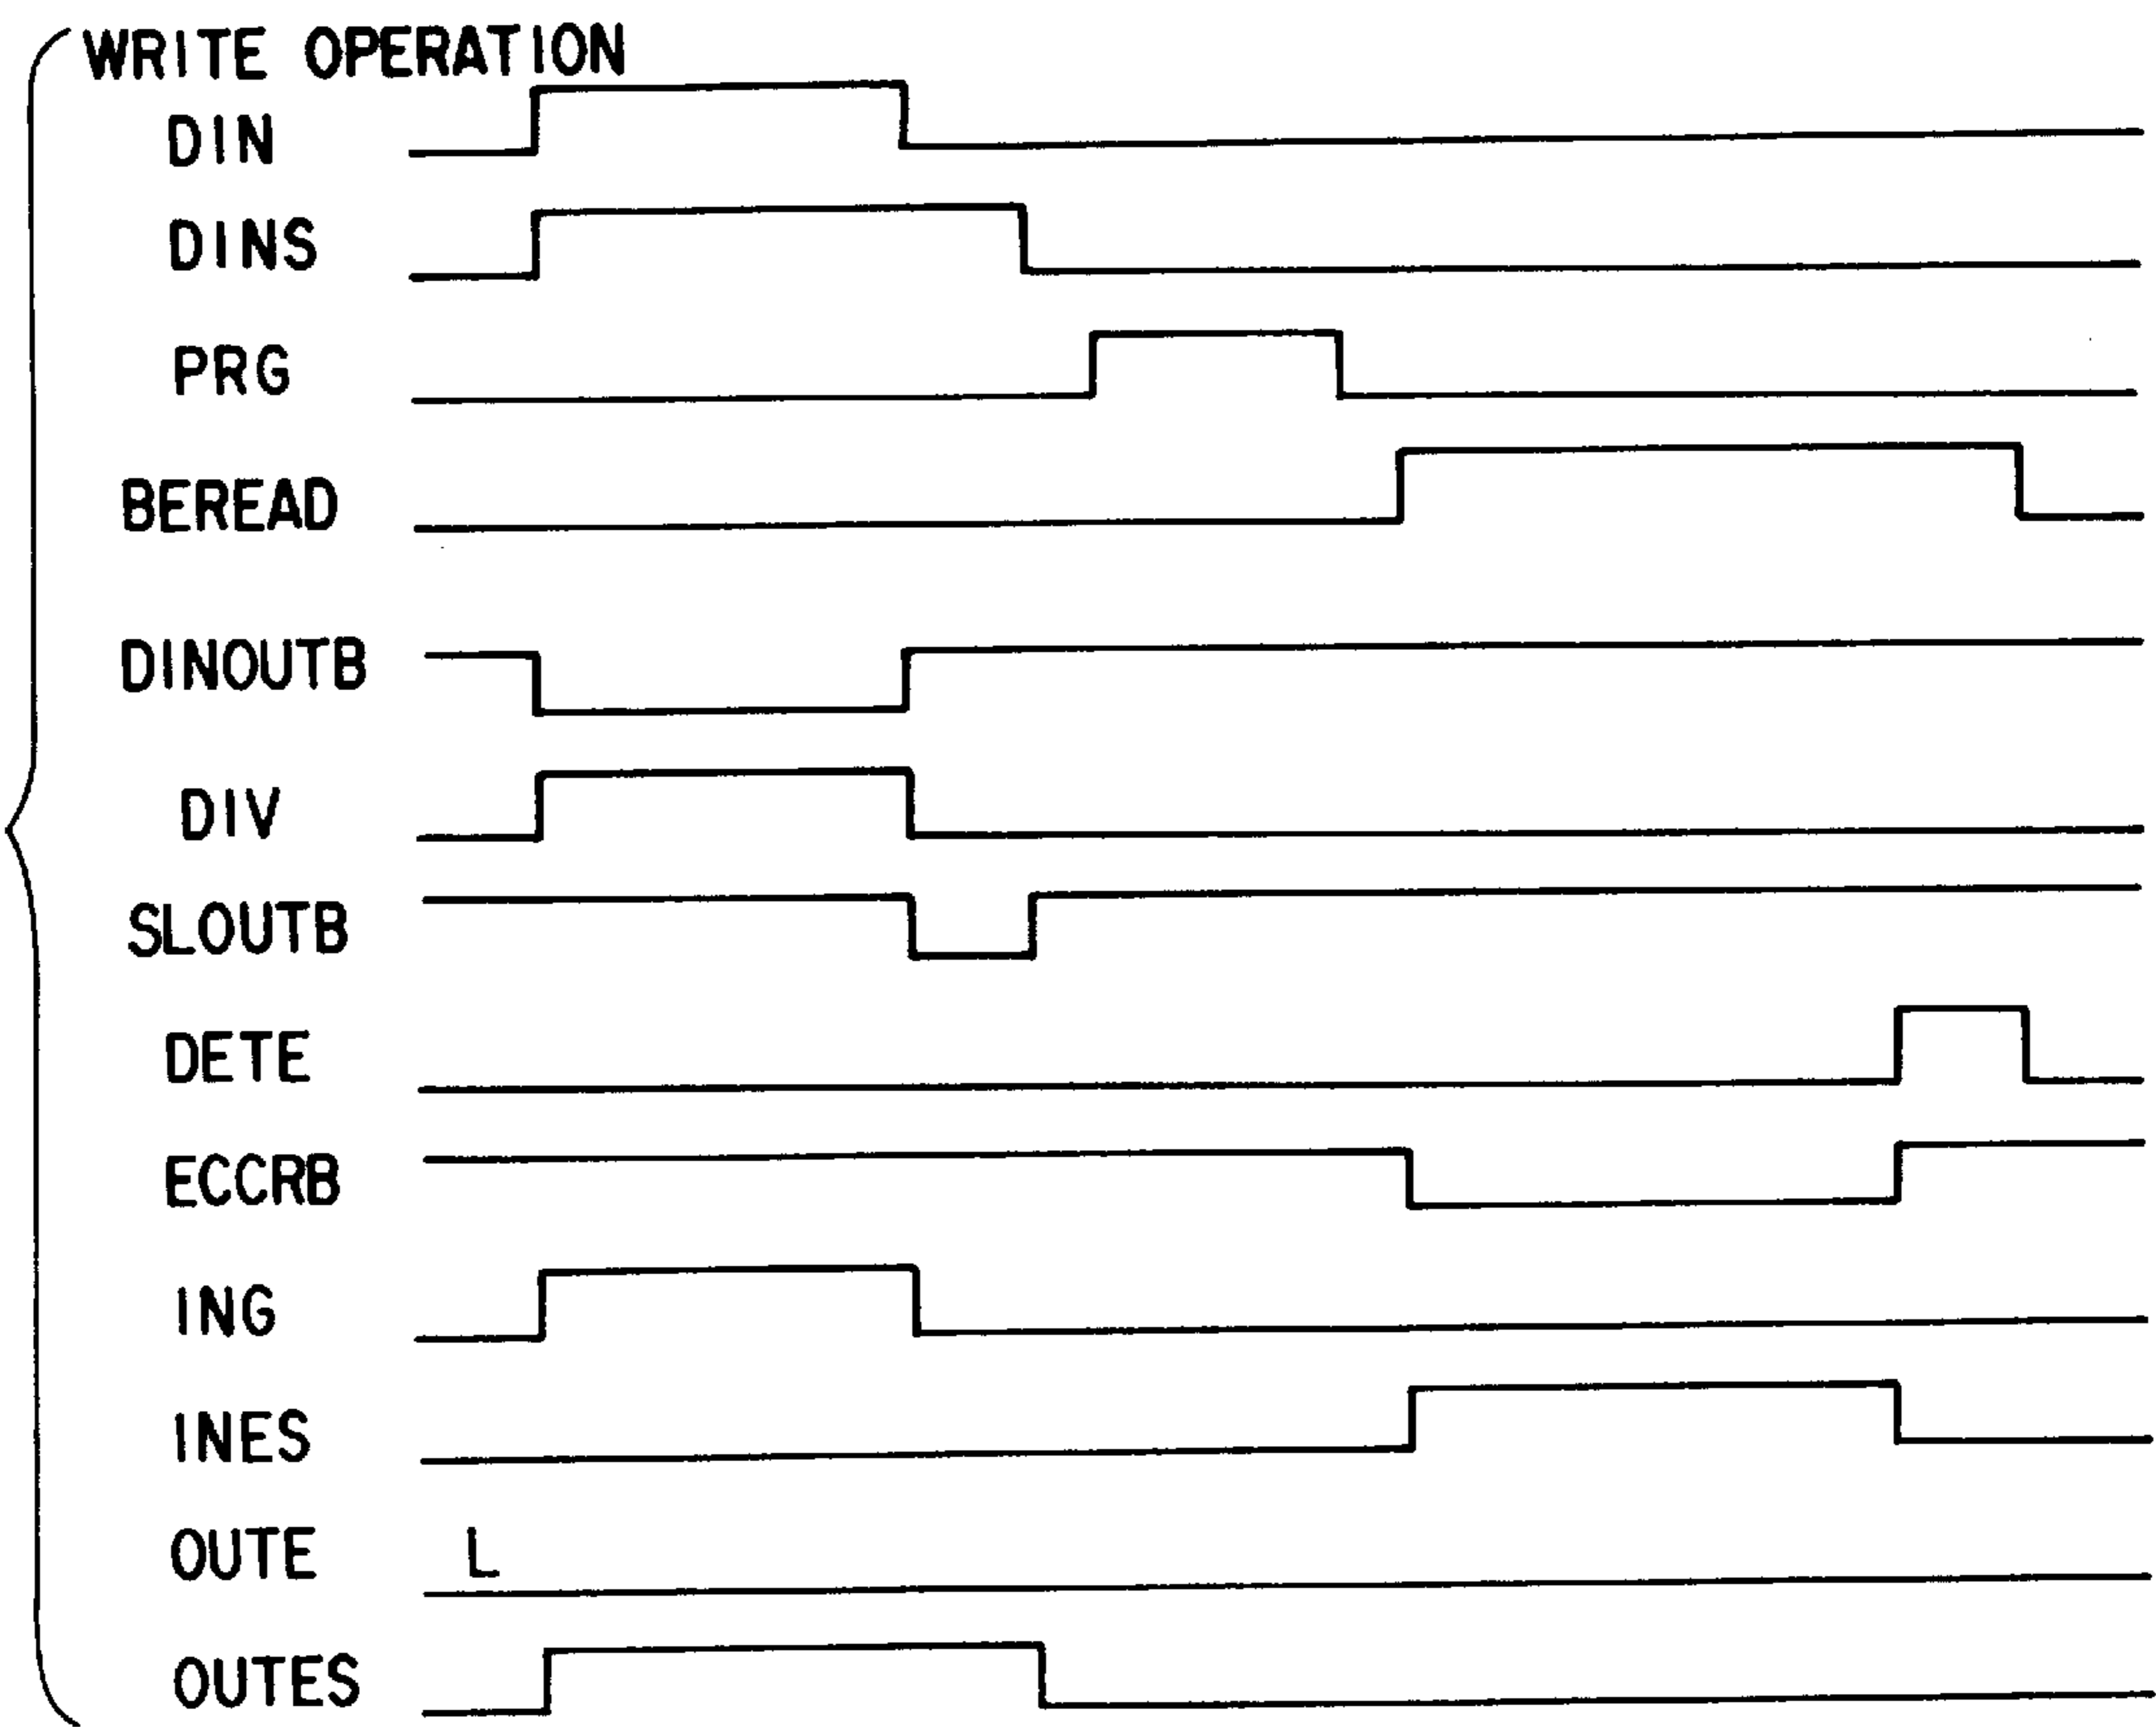 WRITE OPERATION
DIN
DINS
PRG
BEREAD
DINOUTB
DIV
SLOUTB
DETE
ECCRB
ING
INES
OUTE L
OUTES